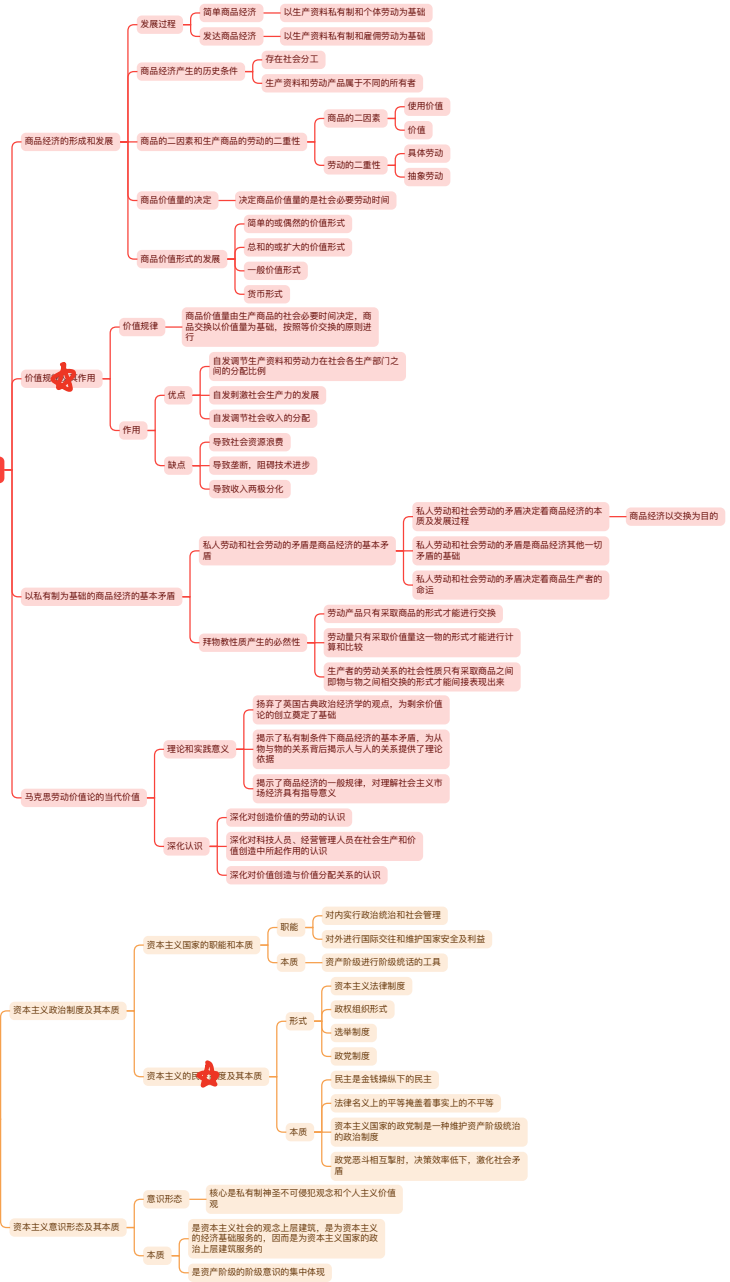 发展过程
简单商品经济
以生产资料私有制和个体劳动为基础
发达商品经济
以生产资料私有制和雇佣劳动为基础
商品经济产生的历史条件
存在社会分工
生产资料和劳动产品属于不同的所有者
商品经济的形成和发展
商品的二因素和生产商品的劳动的二重性
商品的二因素
使用价值
价值
劳动的二重性
具体劳动
抽象劳动
商品价值量的决定
决定商品价值量的是社会必要劳动时间
商品价值形式的发展
简单的或偶然的价值形式
总和的或扩大的价值形式
一般价值形式
货币形式
价值规
其作用
价值规律
商品价值量由生产商品的社会必要时间决定，商
品交换以价值量为基础，按照等价交换的原则进
行
作用
优点
自发调节生产资料和劳动力在社会各生产部门之
间的分配比例
自发刺激社会生产力的发展
自发调节社会收入的分配
缺点
导致社会资源浪费
导致垄断，阻碍技术进步
导致收入两极分化
以私有制为基础的商品经济的基本矛盾
私人劳动和社会劳动的矛盾是商品经济的基本矛
盾
私人劳动和社会劳动的矛盾决定着商品经济的本
质及发展过程
商品经济以交换为目的
私人劳动和社会劳动的矛盾是商品经济其他一切
矛盾的基础
私人劳动和社会劳动的矛盾决定着商品生产者的
命运
拜物教性质产生的必然性
劳动产品只有采取商品的形式才能进行交换
劳动量只有采取价值量这一物的形式才能进行计
算和比较
生产者的劳动关系的社会性质只有采取商品之间
即物与物之间相交换的形式才能间接表现出来
马克思劳动价值论的当代价值
理论和实践意义
扬弃了英国古典政治经济学的观点，为剩余价值
论的创立奠定了基础
揭示了私有制条件下商品经济的基本矛盾，为从
物与物的关系背后揭示人与人的关系提供了理论
依据
揭示了商品经济的一般规律，对理解社会主义市
场经济具有指导意义
深化认识
深化对创造价值的劳动的认识
深化对科技人员、经营管理人员在社会生产和价
值创造中所起作用的认识
深化对价值创造与价值分配关系的认识
资本主义政治制度及其本质
资本主义国家的职能和本质
职能
对内实行政治统治和社会管理
对外进行国际交往和维护国家安全及利益
本质
资产阶级进行阶级统话的工具
资本主义的民
度及其本质
形式
资本主义法律制度
政权组织形式
选举制度
政党制度
本质
民主是金钱操纵下的民主
法律名义上的平等掩盖着事实上的不平等
资本主义国家的政党制是一种维护资产阶级统治
的政治制度
政党恶斗相互掣肘，决策效率低下，激化社会矛
盾
资本主义意识形态及其本质
意识形态
核心是私有制神圣不可侵犯观念和个人主义价值
观
本质
是资本主义社会的观念上层建筑，是为资本主义
的经济基础服务的，因而是为资本主义国家的政
治上层建筑服务的
是资产阶级的阶级意识的集中体现